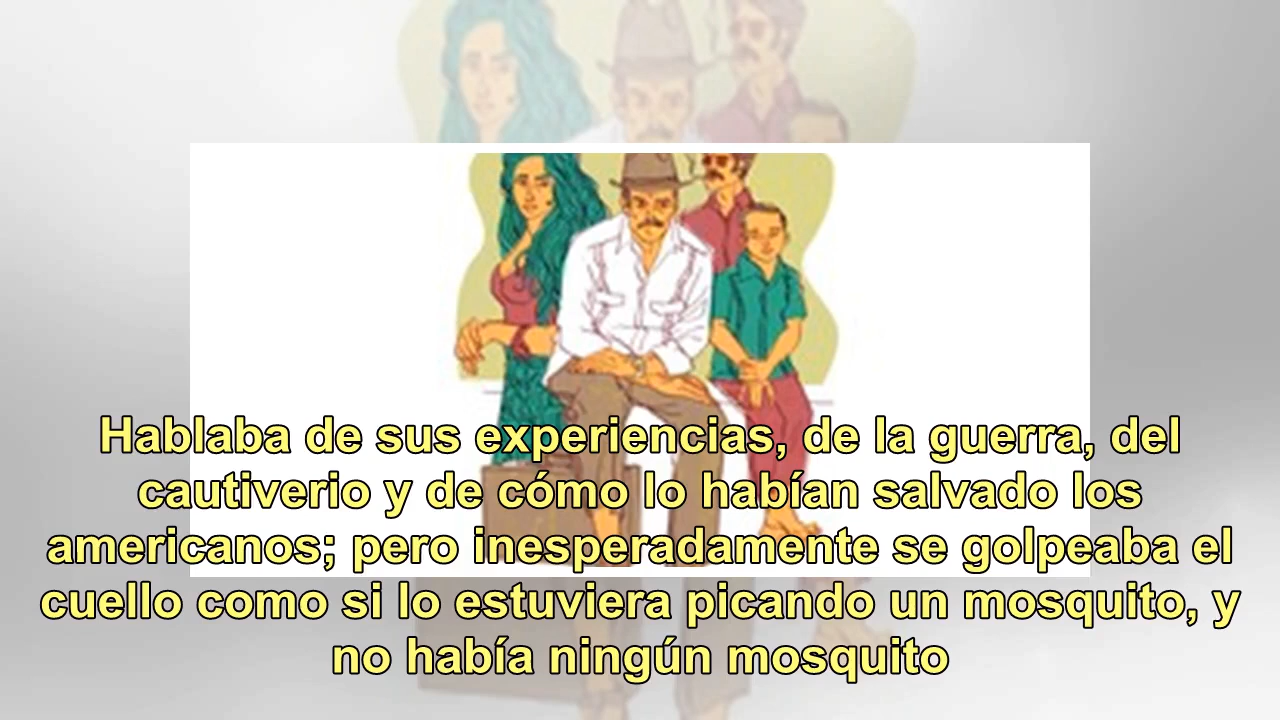 Hablaba de sus experiencias, de la guerra, del
cautiverio y de cómo lo habían salvado los
americanos; pero inesperadamente se golpeaba el
cuello como si lo estuviera picando un mosquito, y
no había ningún mosquito